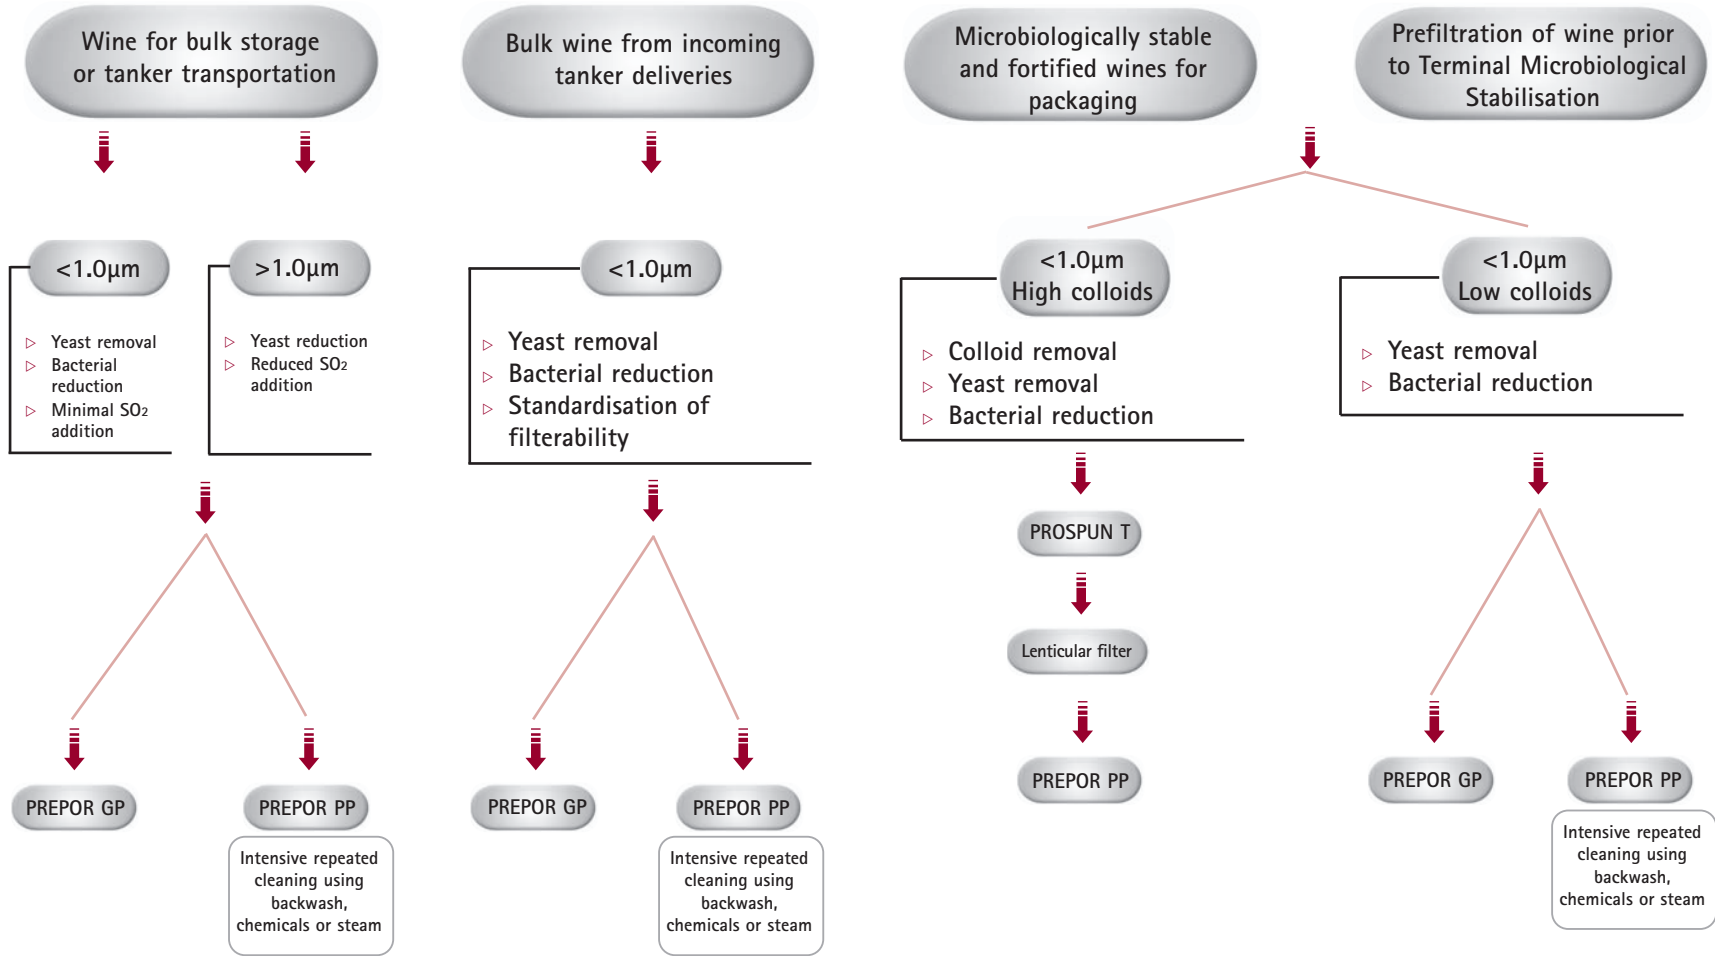 Wine for bulk storage
or tanker transportation
Bulk wine from incoming
tanker deliveries
Microbiologically stable
and fortified wines for
packaging
Prefiltration of wine prior
to Terminal Microbiological
Stabilisation
<1.0µm
▷ Yeast removal
▷ Bacterial
reduction
▷ Minimal SO2
addition
>1.0µm
▷ Yeast reduction
▷ Reduced SO2
addition
<1.0µm
▷ Yeast removal
▷ Bacterial reduction
▷ Standardisation of
filterability
<1.0µm
High colloids
▷ Colloid removal
▷ Yeast removal
▷ Bacterial reduction
<1.0µm
Low colloids
▷ Yeast removal
▷ Bacterial reduction
PROSPUN T
Lenticular filter
PREPOR GP
PREPOR PP
Intensive repeated
cleaning using
backwash,
chemicals or steam
PREPOR GP
PREPOR PP
Intensive repeated
cleaning using
backwash,
chemicals or steam
PREPOR PP
PREPOR GP
PREPOR PP
Intensive repeated
cleaning using
backwash,
chemicals or steam